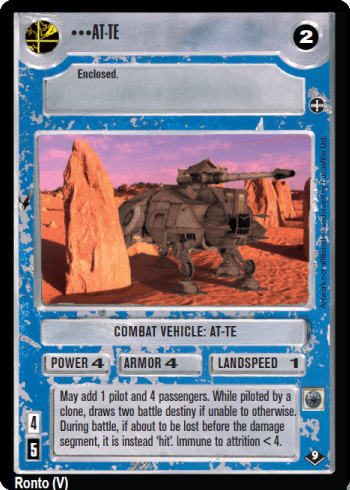 •••AT-TE
2
Enclosed.
COMBAT VEHICLE: AT-TE
POWER 4 ARMOR 4 LANDSPEED 1
May add 1 pilot and 4 passengers. While piloted by a
clone, draws two battle destiny if unable to otherwise.
During battle, if about to be lost before the damage
segment, it is instead 'hit'. Immune to attrition < 4.
4
5
9
Ronto (V)